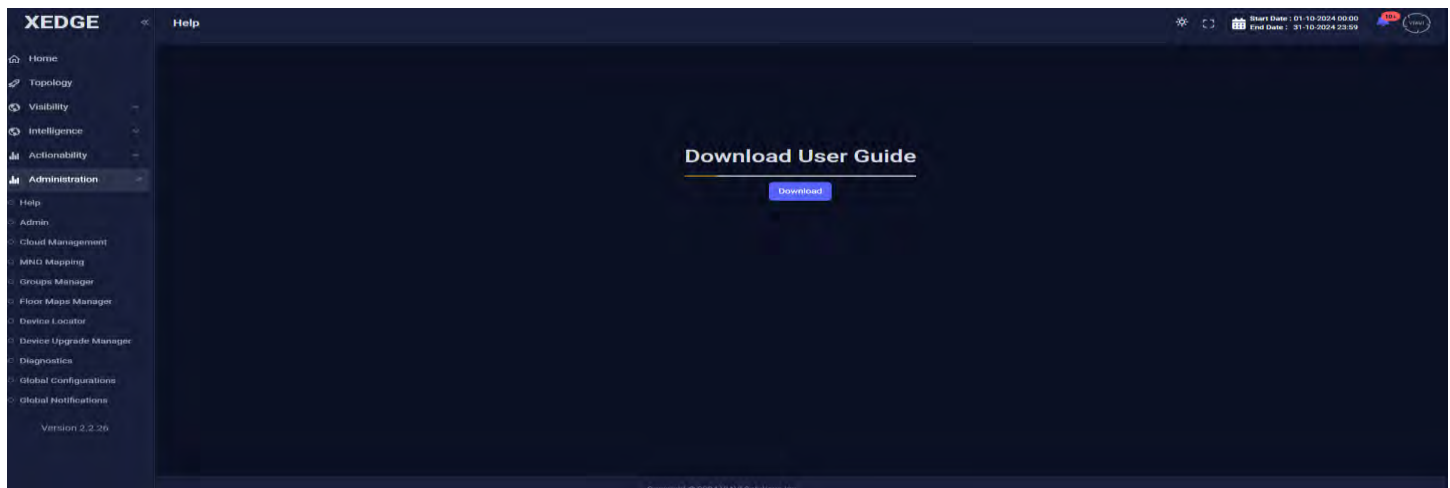 XEDGE
Help
Start Date : 01-10-2024 00:00
End Date : 31-10-2024 23:59
Home
Topology
Visibility
Intelligence
Actionability
Administration
Help
Admin
Cloud Management
Groups Manager
Floor Maps Manager
Device Locator
Device Upgrade Manager
Diagnostics
Global Configurations
Global Notifications
Version 2.2.26
Download User Guide
Download